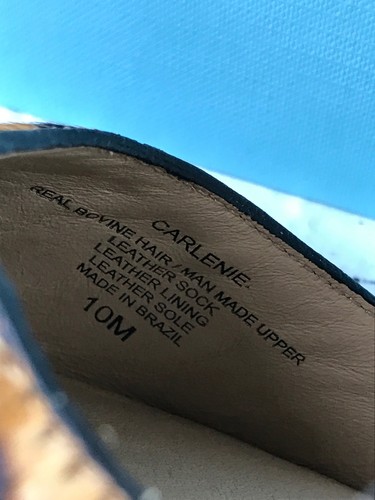 CARLENIE.
REAL BOVINE HAIR / MAN MADE UPPER
LEATHER SOCK
LEATHER LINING
LEATHER SOLE
MADE IN BRAZIL
10M